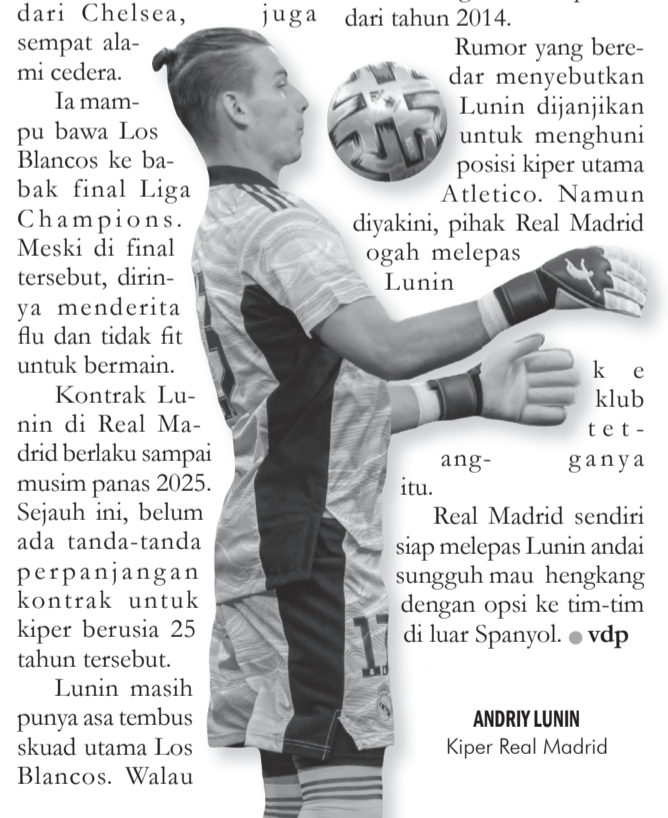 dari Chelsea,
sempat ala-
mi cedera.
Ia mam-
pu bawa Los
Blancos ke ba-
bak final Liga
Champions.
Meski di final
tersebut, dirin-
ya menderita
flu dan tidak fit
untuk bermain.
Kontrak Lu-
nin di Real Ma-
drid berlaku sampai
musim panas 2025.
Sejauh ini, belum
ada tanda-tanda
perpanjangan
kontrak untuk
kiper berusia 25
tahun tersebut.
Lunin masih
punya asa tembus
skuad utama Los
Blancos. Walau
juga
dari tahun 2014.
Rumor yang bere-
dar menyebutkan
Lunin dijanjikan
untuk menghuni
posisi kiper utama
Atletico. Namun
diyakini, pihak Real Madrid
ogah melepas
Lunin
ke
klub
tet-
ang- ganya
itu.
Real Madrid sendiri
siap melepas Lunin andai
sungguh mau hengkang
dengan opsi ke tim-tim
di luar Spanyol. ● vdp
ANDRIY LUNIN
Kiper Real Madrid